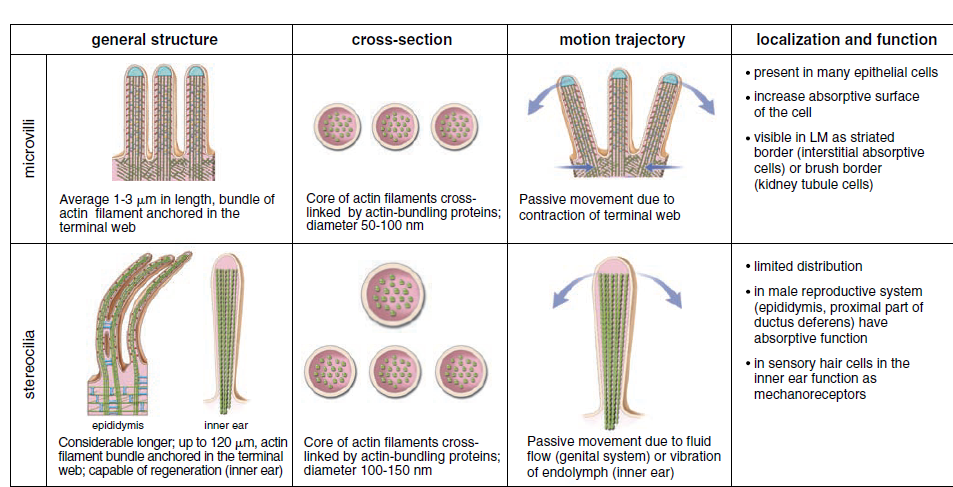 general structure
cross-section
motion trajectory
localization and function
microvilli
Average 1-3 μm in length, bundle of
actin filament anchored in the
terminal web
Core of actin filaments cross-
linked by actin-bundling proteins;
diameter 50-100 nm
Passive movement due to
contraction of terminal web
• present in many epithelial cells
• increase absorptive surface
of the cell
• visible in LM as striated
border (interstitial absorptive
cells) or brush border
(kidney tubule cells)
stereocilia
epididymis
inner ear
Considerable longer; up to 120 μm, actin
filament bundle anchored in the terminal
web; capable of regeneration (inner ear)
Core of actin filaments cross-
linked by actin-bundling proteins;
diameter 100-150 nm
Passive movement due to fluid
flow (genital system) or vibration
of endolymph (inner ear)
• limited distribution
• in male reproductive system
(epididymis, proximal part of
ductus deferens) have
absorptive function
• in sensory hair cells in the
inner ear function as
mechanoreceptors